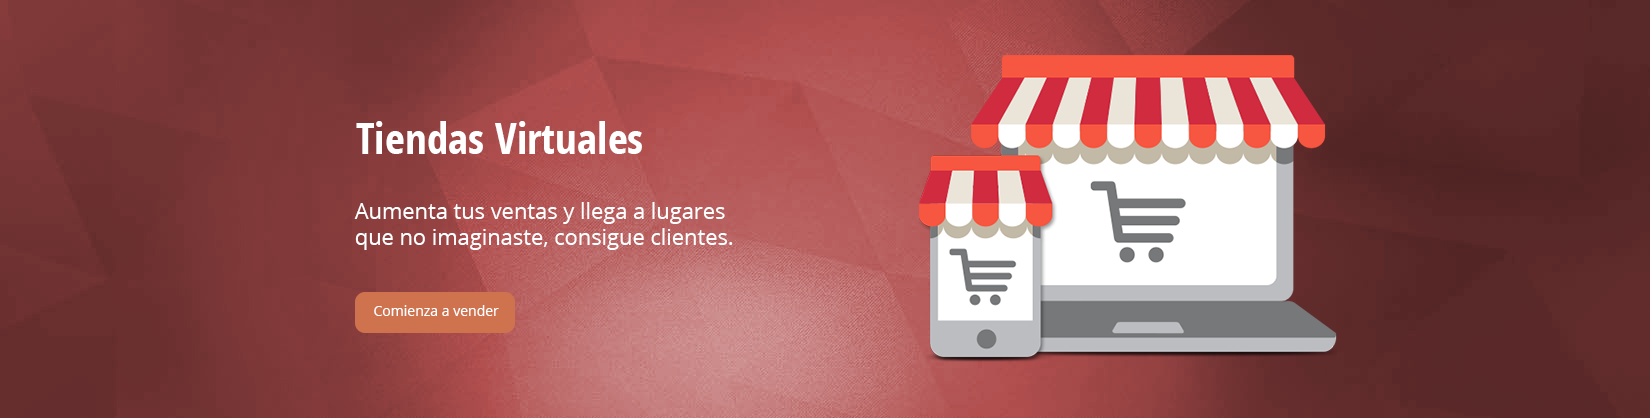 Tiendas Virtuales
Aumenta tus ventas y llega a lugares
que no imaginaste, consigue clientes.
Comienza a vender